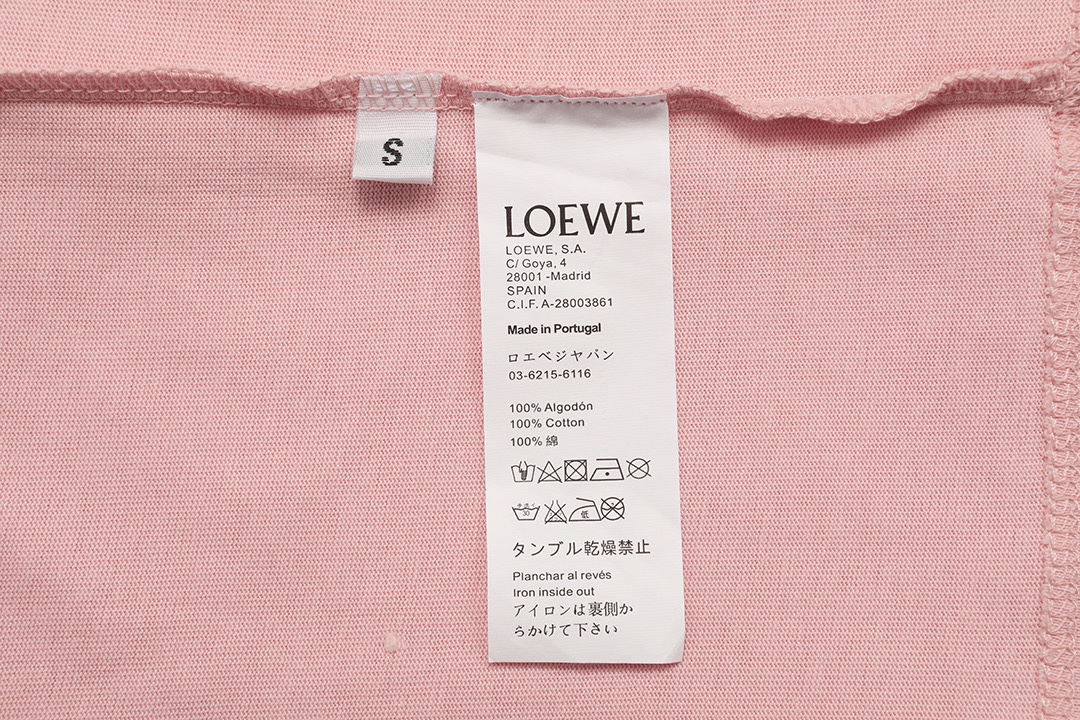 S
LOEWE
LOEWE, S.A.
C/ Goya, 4
28001 -Madrid
SPAIN
C.I.F. A-28003861
Made in Portugal
ロエベジャパン
03-6215-6116
100% Algodón
100% Cotton
100% 綿
30
低
タンブル乾燥禁止
Planchar al revés
Iron inside out
アイロンは裏側か
らかけて下さい